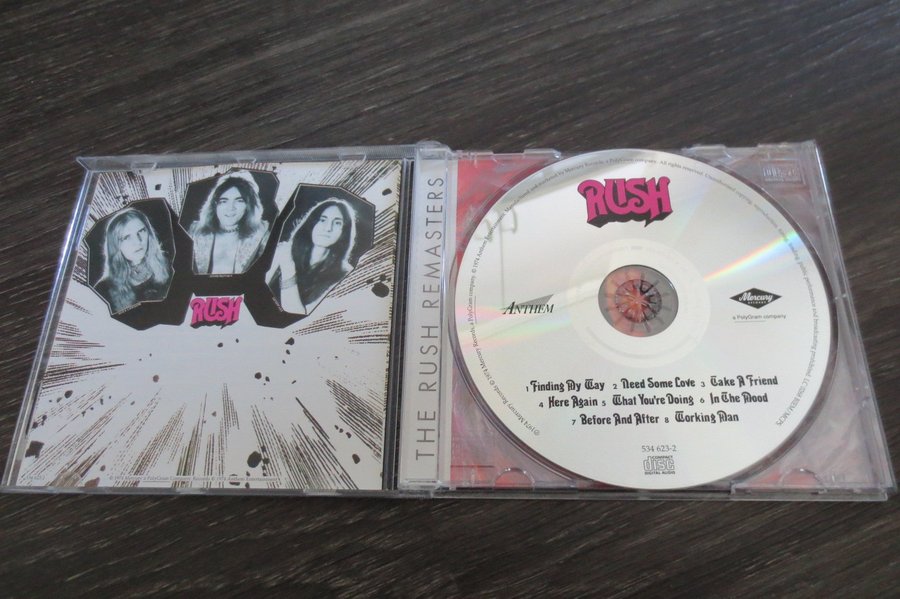 RUSH
THE RUSH REMASTERS
RUSH
ANTHEM
Mercury
RECORDS
a PolyGram company
1 Finding My Way 2 Need Some Love 3 Take A Friend
4 Here Again 5 What You're Doing 6 In The Mood
7 Before And After 8 Working Man
534 623-2
COMPACT
disc
DIGITAL AUDIO